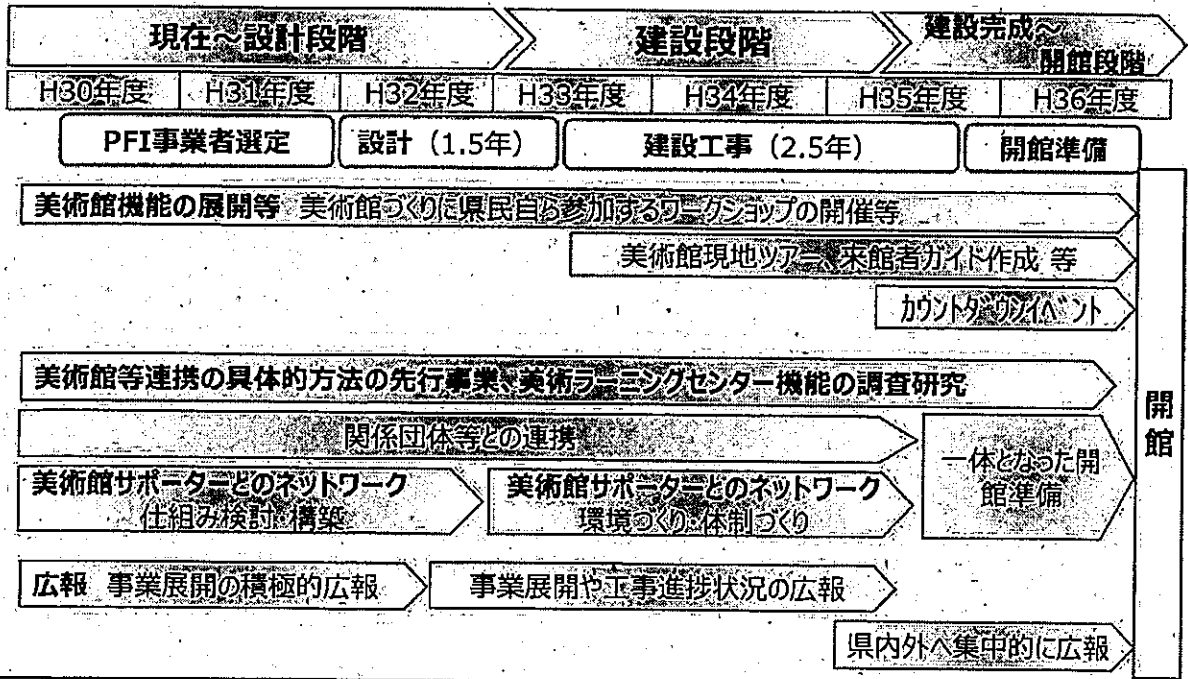 現在～設計段階
建設段階
建設完成～
開館段階
H30年度 H31年度 H32年度 H33年度 H34年度 H35年度 H36年度
PFI事業者選定 設計（1.5年） 建設工事（2.5年） 開館準備
美術館機能の展開等 美術館づくりに県民自ら参加するワークショップの開催等
美術館現地ツアー、来館者ガイド作成 等
カウントダウンイベント
美術館等連携の具体的方法の先行事業、美術ラーニングセンター機能の調査研究
関係団体等との連携
美術館サポーターとのネットワーク
仕組み検討・構築
美術館サポーターとのネットワーク
環境づくり・体制づくり
一体となった開
館準備
広報 事業展開の積極的広報
事業展開や工事進捗状況の広報
県内外へ集中的に広報
開館